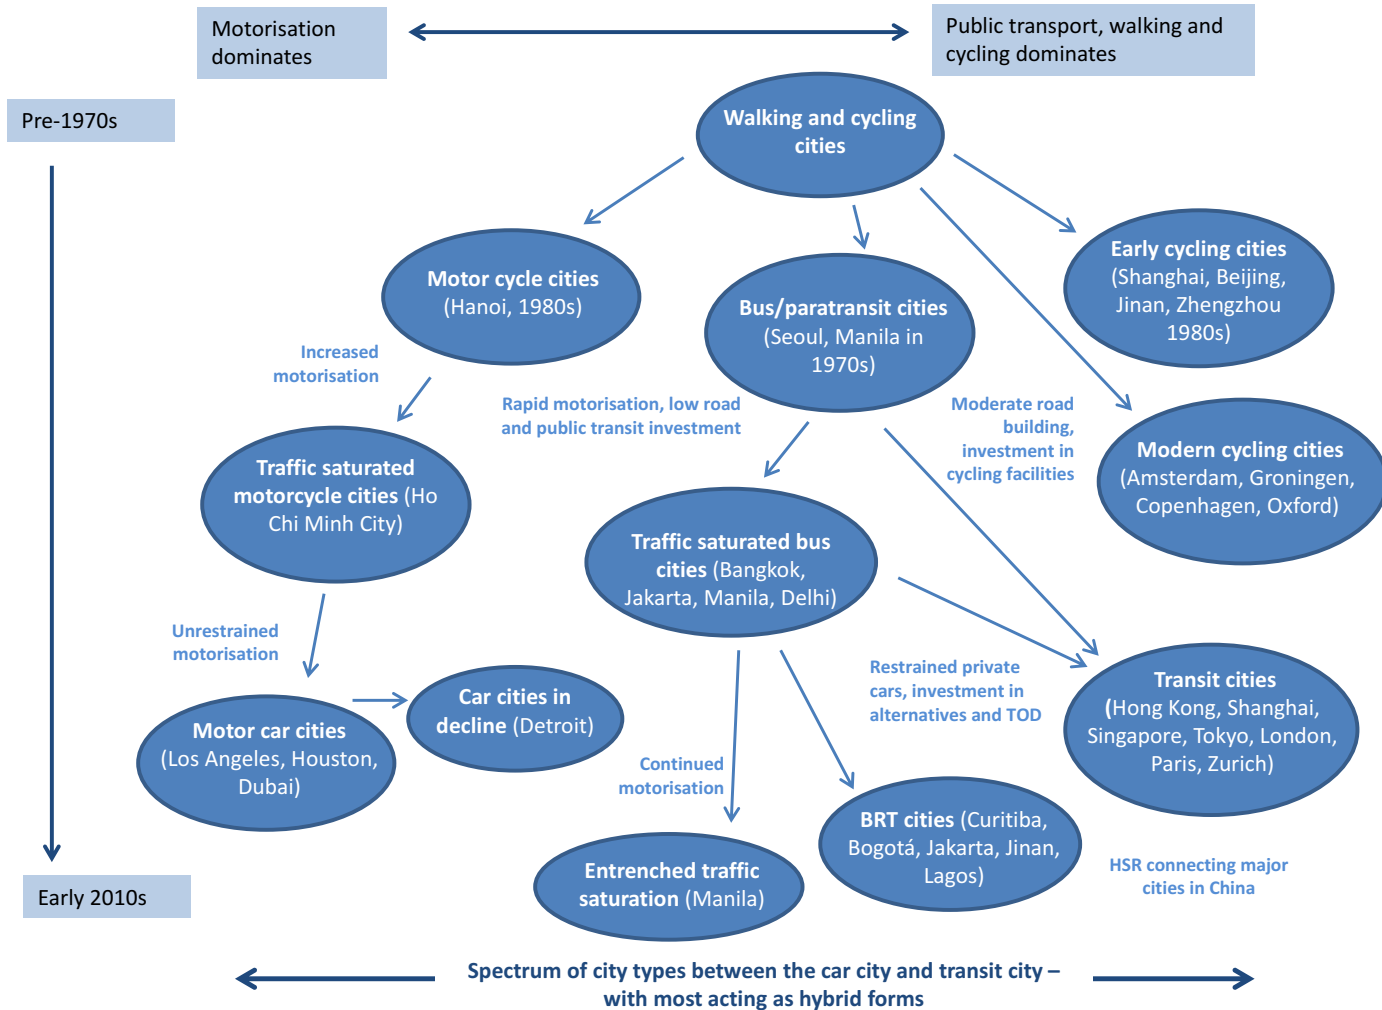 Motorisation
dominates
Public transport, walking and
cycling dominates
Pre-1970s
Walking and cycling
cities
Motor cycle cities
(Hanoi, 1980s)
Bus/paratransit cities
(Seoul, Manila in
1970s)
Early cycling cities
(Shanghai, Beijing,
Jinan, Zhengzhou
1980s)
Increased
motorisation
Rapid motorisation, low road
and public transit investment
Moderate road
building,
investment in
cycling facilities
Modern cycling cities
(Amsterdam, Groningen,
Copenhagen, Oxford)
Traffic saturated
motorcycle cities (Ho
Chi Minh City)
Traffic saturated bus
cities (Bangkok,
Jakarta, Manila, Delhi)
Unrestrained
motorisation
Restrained private
cars, investment in
alternatives and TOD
Transit cities
(Hong Kong, Shanghai,
Singapore, Tokyo, London,
Paris, Zurich)
Car cities in
decline (Detroit)
Motor car cities
(Los Angeles, Houston,
Dubai)
Continued
motorisation
BRT cities (Curitiba,
Bogotá, Jakarta, Jinan,
Lagos)
Entrenched traffic
saturation (Manila)
HSR connecting major
cities in China
Early 2010s
Spectrum of city types between the car city and transit city –
with most acting as hybrid forms